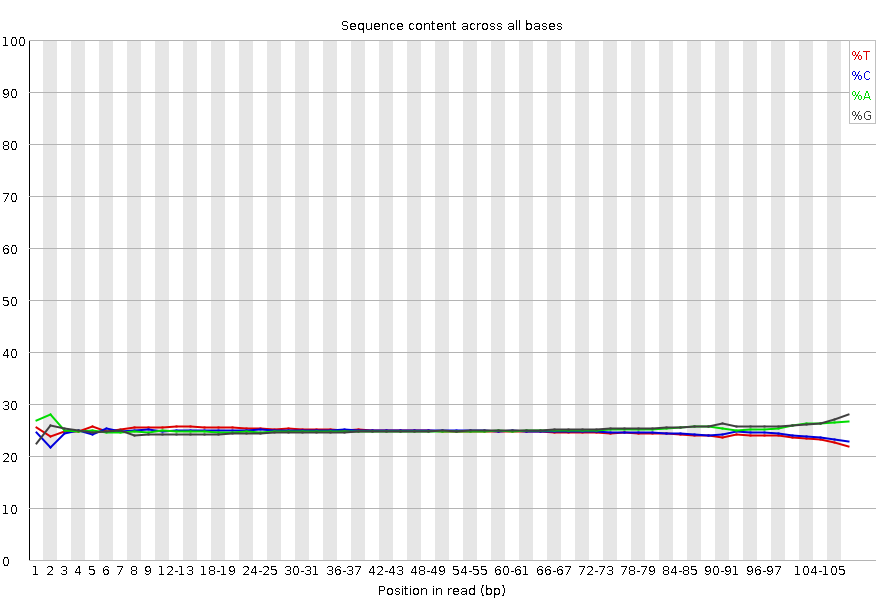 Sequence content across all bases
100
90
80
70
60
50
40
30
20
10
0
%T
%C
%A
%G
1 2 3 4 5 6 7 8 9 12-13 18-19 24-25 30-31 36-37 42-43 48-49 54-55 60-61 66-67 72-73 78-79 84-85 90-91 96-97 104-105
Position in read (bp)